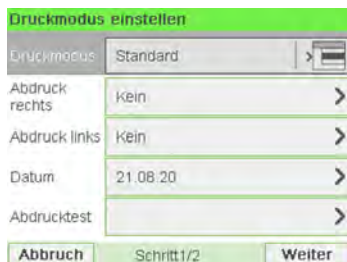 Druckmodus einstellen
Druckmodus Standard
Abdruck
rechts Kein
Abdruck links Kein
Datum 21.08.20
Abdrucktest
Abbruch Schritt1/2 Weiter